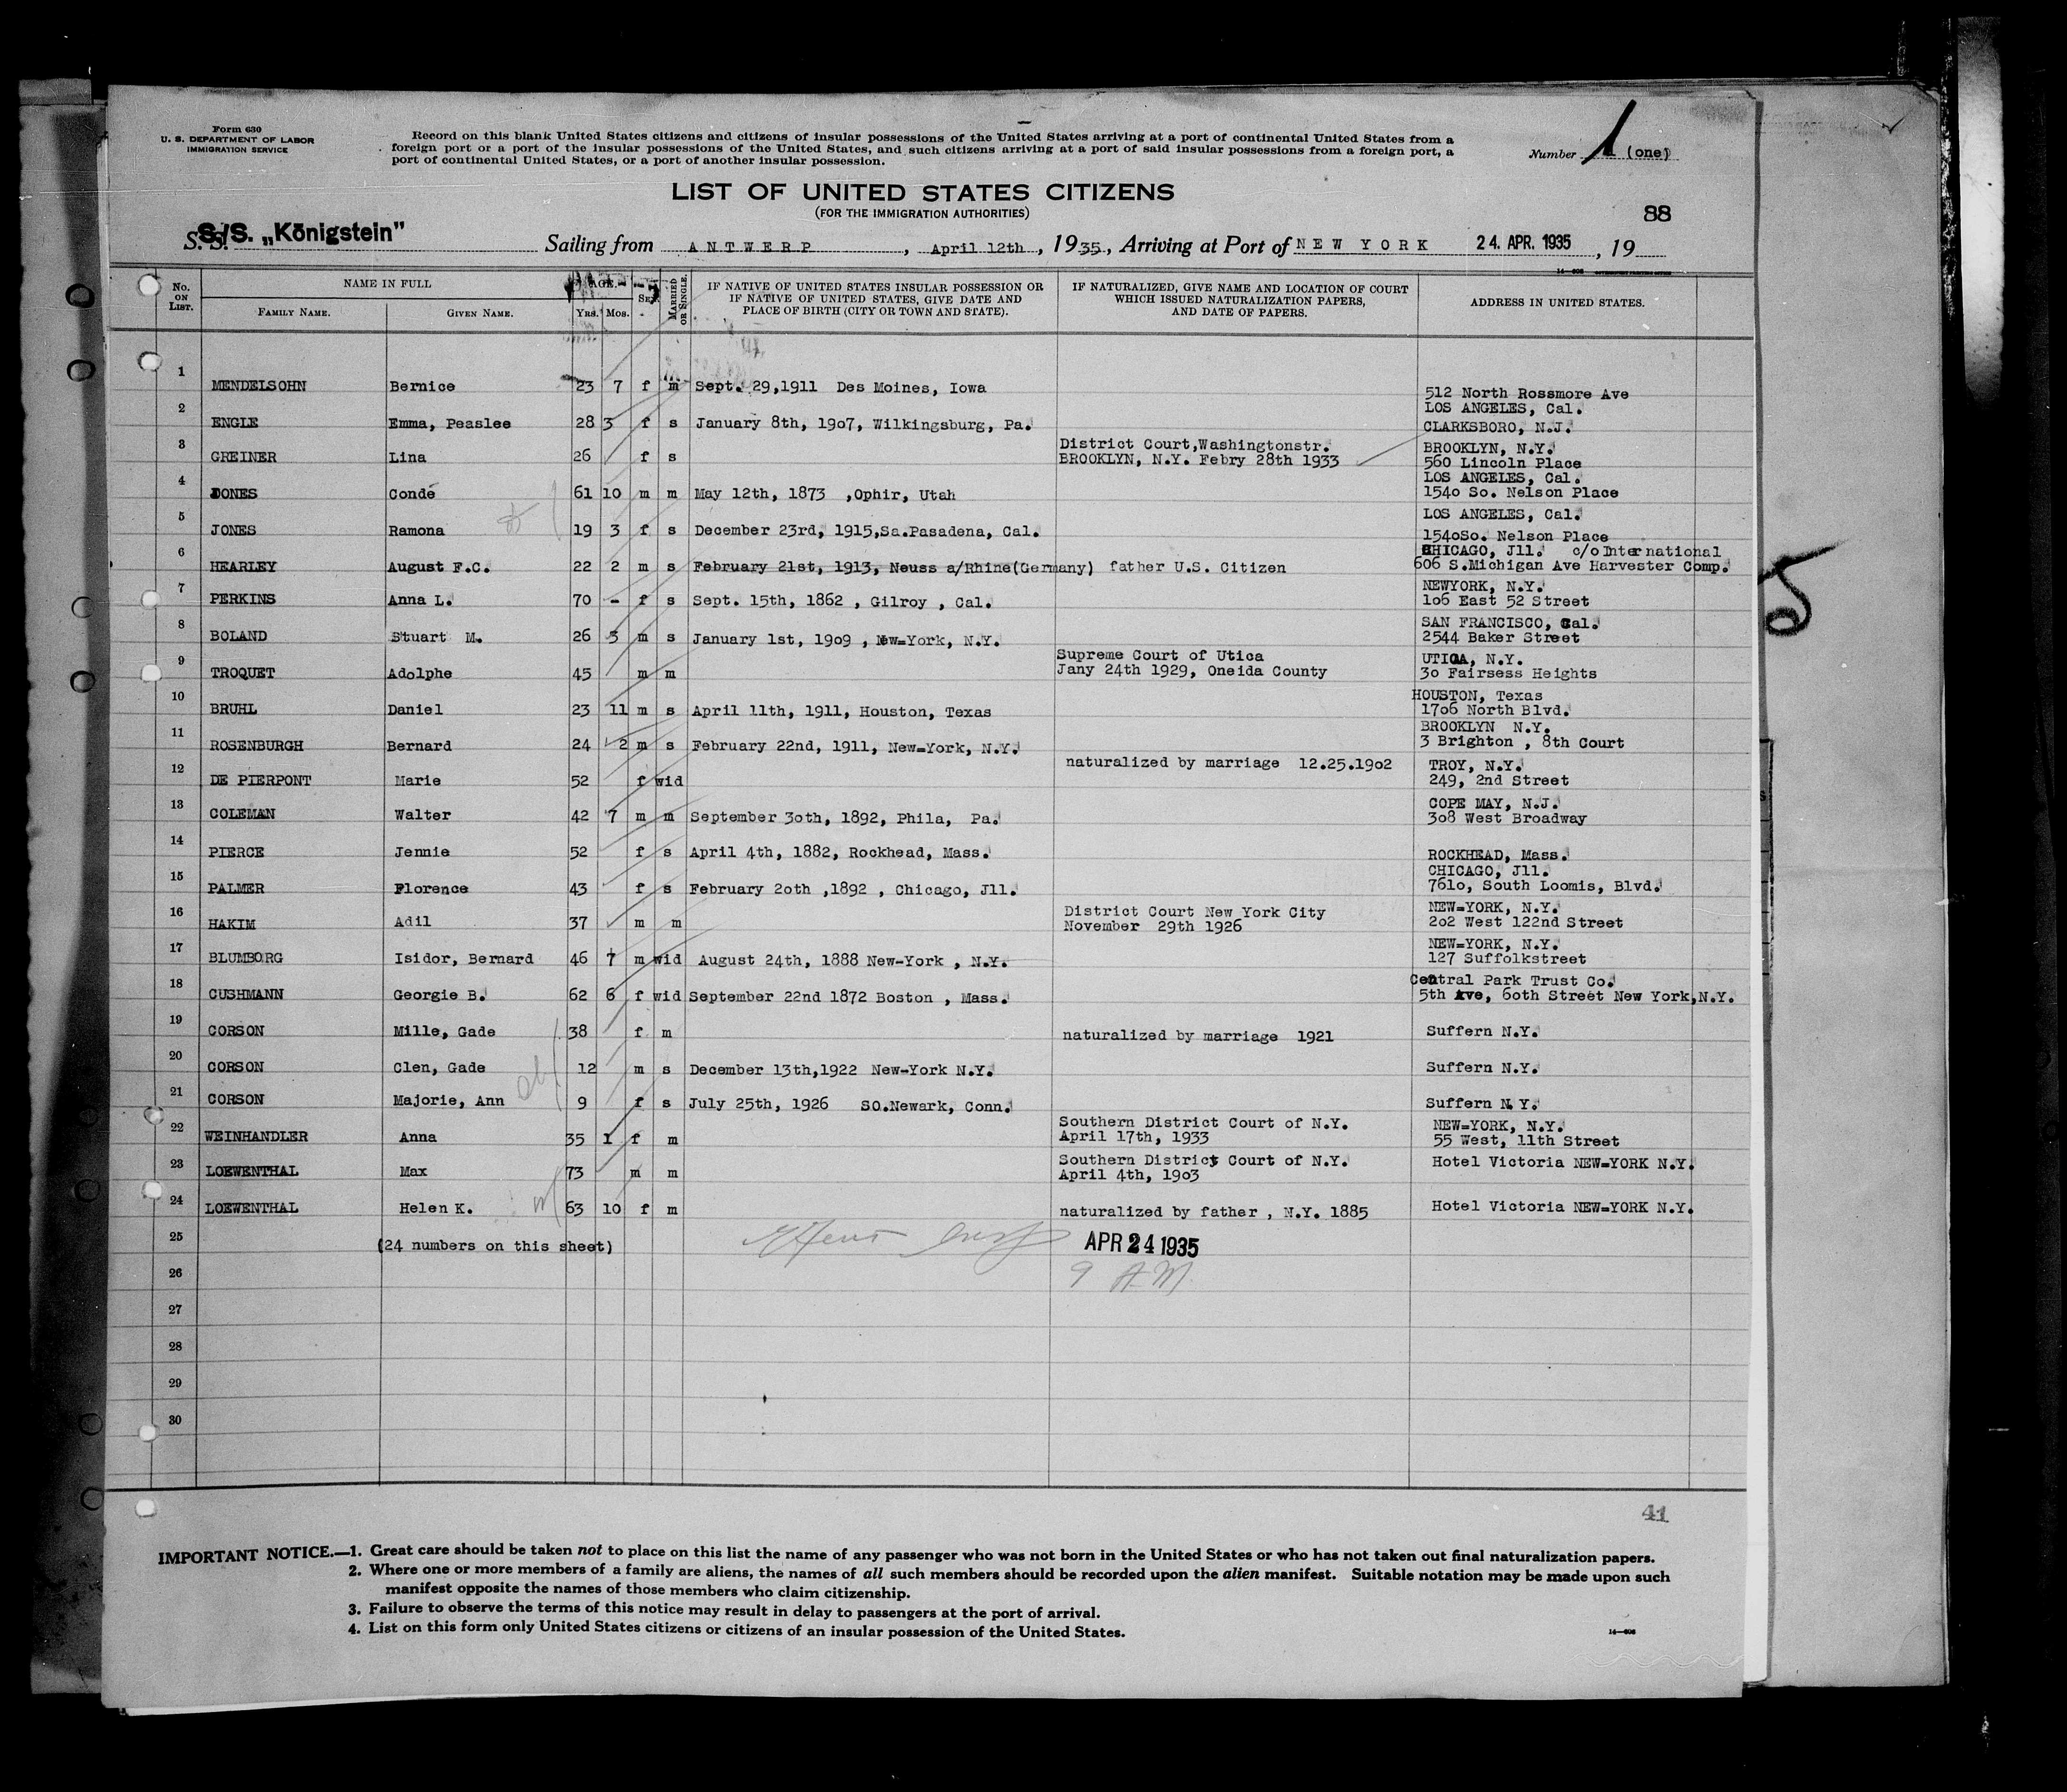 Form 630
U. S. DEPARTMENT OF LABOR
IMMIGRATION SERVICE
Record on this blank United States citizens and citizens of insular possessions of the United States arriving at a port of continental United States from a
foreign port or a port of the insular possessions of the United States, and such citizens arriving at a port of said insular possessions from a foreign port, a
port of continental United States, or a port of another insular possession.
Number 1 (one)
LIST OF UNITED STATES CITIZENS
(FOR THE IMMIGRATION AUTHORITIES)
88
S. S. S/S. „Königstein" Sailing from ANTWERP, April 12th, 1935, Arriving at Port of NEW YORK 24. APR. 1935, 19
No. ON LIST. NAME IN FULL AGE. SEX MARRIED OR SINGLE. IF NATIVE OF UNITED STATES INSULAR POSSESSION OR IF NATIVE OF UNITED STATES, GIVE DATE AND PLACE OF BIRTH (CITY OR TOWN AND STATE). IF NATURALIZED, GIVE NAME AND LOCATION OF COURT WHICH ISSUED NATURALIZATION PAPERS, AND DATE OF PAPERS. ADDRESS IN UNITED STATES.
FAMILY NAME. GIVEN NAME. Yrs. Mos.
1 MENDELSOHN Bernice 23 7 f m Sept. 29,1911 Des Moines, Iowa 512 North Rossmore Ave
LOS ANGELES, Cal.
2 ENGLE Emma, Peaslee 28 3 f s January 8th, 1907, Wilkingsburg, Pa. CLARKSBORO, N.J.
3 GREINER Lina 26 f s District Court,Washingtonstr. BROOKLYN, N.Y.
BROOKLYN, N.Y. Febry 28th 1933 560 Lincoln Place
4 JONES Condé 61 10 m m May 12th, 1873 ,Ophir, Utah LOS ANGELES, Cal.
1540 So. Nelson Place
5 JONES Ramona 19 3 f s December 23rd, 1915,Sa.Pasadena, Cal. LOS ANGELES, Cal.
1540So. Nelson Place
6 HEARLEY August F.C. 22 2 m s February 21st, 1913, Neuss a/Rhine(Germany) father U.S. Citizen CHICAGO, Jll. c/o International
606 S.Michigan Ave Harvester Comp.
7 PERKINS Anna L. 70 - f s Sept. 15th, 1862 , Gilroy , Cal. NEWYORK, N.Y.
106 East 52 Street
8 BOLAND Stuart M. 26 3 m s January 1st, 1909 , New=York, N.Y. SAN FRANCISCO, Cal.
2544 Baker Street
9 TROQUET Adolphe 45 m m Supreme Court of Utica UTICA, N.Y.
Jany 24th 1929, Oneida County 30 Fairsess Heights
10 BRUHL Daniel 23 11 m s April 11th, 1911, Houston, Texas HOUSTON, Texas
1706 North Blvd.
11 ROSENBURGH Bernard 24 2 m s February 22nd, 1911, New=York, N.Y. BROOKLYN N.Y.
3 Brighton , 8th Court
12 DE PIERPONT Marie 52 f wid naturalized by marriage 12.25.1902 TROY, N.Y.
249, 2nd Street
13 COLEMAN Walter 42 7 m m September 30th, 1892, Phila, Pa. COPE MAY, N.J.
308 West Broadway
14 PIERCE Jennie 52 f s April 4th, 1882, Rockhead, Mass. ROCKHEAD, Mass.
15 PALMER Florence 43 f s February 20th ,1892 , Chicago, Jll. CHICAGO, Jll.
7610, South Loomis, Blvd.
16 HAKIM Adil 37 m m District Court New York City NEW=YORK, N.Y.
November 29th 1926 202 West 122nd Street
17 BLUMBORG Isidor, Bernard 46 7 m wid August 24th, 1888 New-York , N.Y. NEW=YORK, N.Y.
127 Suffolkstreet
18 CUSHMANN Georgie B. 62 6 f wid September 22nd 1872 Boston , Mass. Central Park Trust Co.
5th Ave, 60th Street New York,N.Y.
19 CORSON Mille, Gade 38 f m naturalized by marriage 1921 Suffern N.Y.
20 CORSON Clen, Gade 12 m s December 13th,1922 New-York N.Y. Suffern N.Y.
21 CORSON Majorie, Ann 9 f s July 25th, 1926 SO.Newark, Conn. Suffern N.Y.
22 WEINHANDLER Anna 35 1 f m Southern District Court of N.Y. NEW=YORK, N.Y.
April 17th, 1933 55 West, 11th Street
23 LOEWENTHAL Max 73 m m Southern District Court of N.Y. Hotel Victoria NEW=YORK N.Y.
April 4th, 1903
24 LOEWENTHAL Helen K. 63 10 f m naturalized by father , N.Y. 1885 Hotel Victoria NEW=YORK N.Y.
25 (24 numbers on this sheet) APR 24 1935
26 9 A.M.
27
28
29
30
41
IMPORTANT NOTICE.—1. Great care should be taken not to place on this list the name of any passenger who was not born in the United States or who has not taken out final naturalization papers.
2. Where one or more members of a family are aliens, the names of all such members should be recorded upon the alien manifest. Suitable notation may be made upon such
manifest opposite the names of those members who claim citizenship.
3. Failure to observe the terms of this notice may result in delay to passengers at the port of arrival.
4. List on this form only United States citizens or citizens of an insular possession of the United States.
14—606